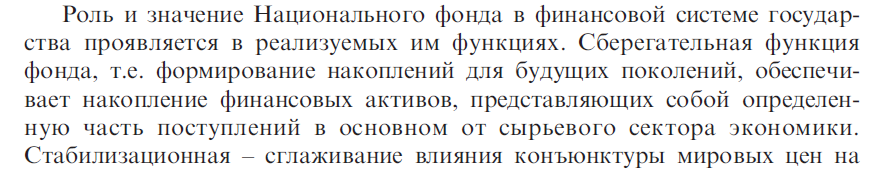 Роль и значение Национального фонда в финансовой системе государ-
ства проявляется в реализуемых им функциях. Сберегательная функция
фонда, т.е. формирование накоплений для будущих поколений, обеспечи-
вает накопление финансовых активов, представляющих собой определен-
ную часть поступлений в основном от сырьевого сектора экономики.
Стабилизационная – сглаживание влияния конъюнктуры мировых цен на